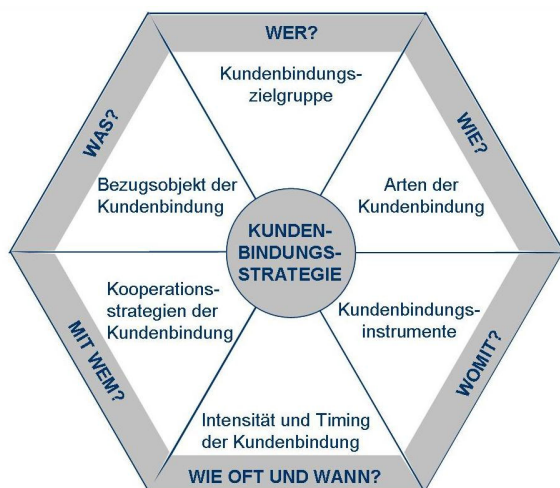 WER?
Kundenbindungs-
zielgruppe
WAS?
Bezugsobjekt der
Kundenbindung
WIE?
Arten der
Kundenbindung
KUNDEN-
BINDUNGS-
STRATEGIE
MIT WEM?
Kooperations-
strategien der
Kundenbindung
WOMIT?
Kundenbindungs-
instrumente
Intensität und Timing
der Kundenbindung
WIE OFT UND WANN?